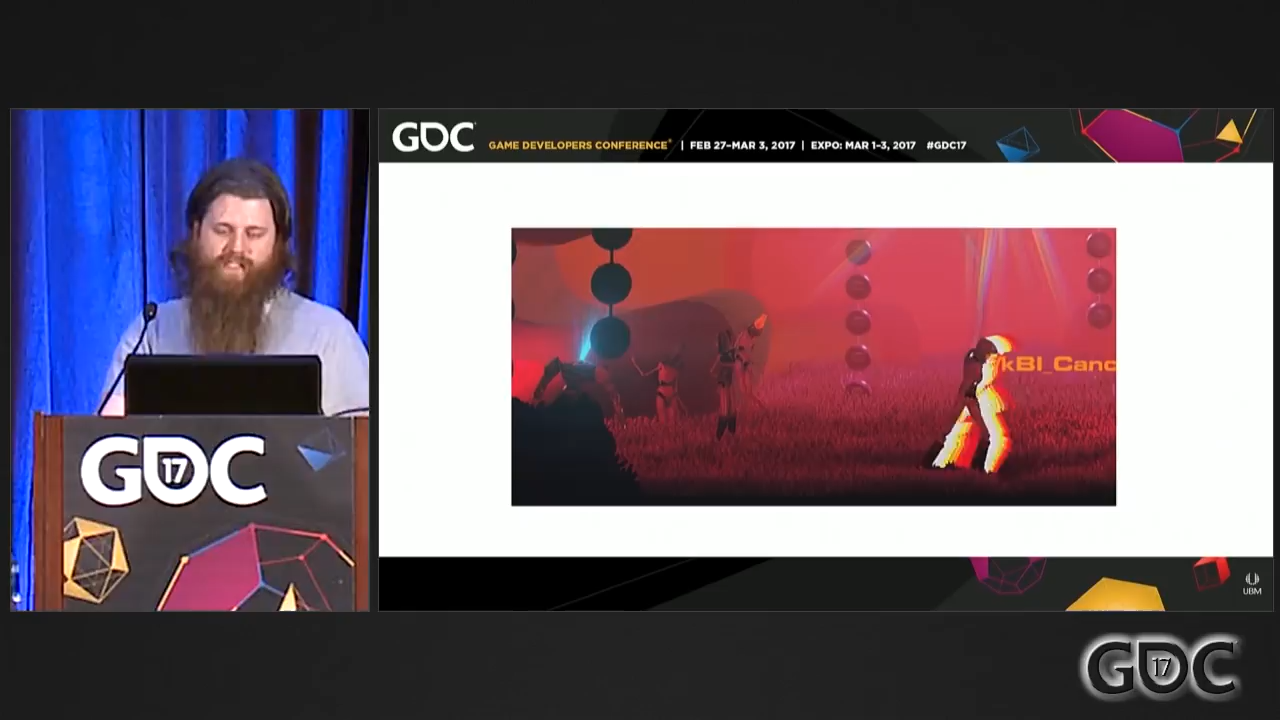 GDC GAME DEVELOPERS CONFERENCE® | FEB 27–MAR 3, 2017 | EXPO: MAR 1–3, 2017 #GDC17
kBI_Canc
GDC
17
UBM
GDC
17